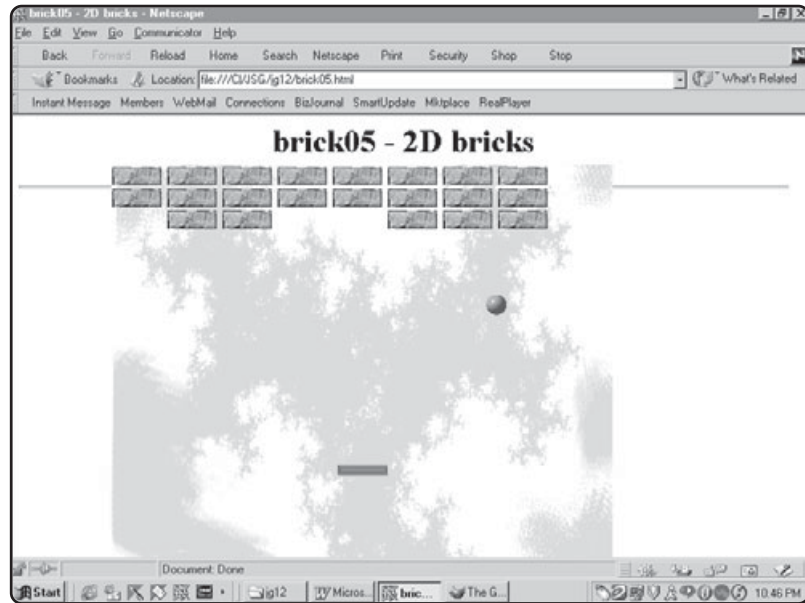 brick05 - 2D bricks - Netscape
File Edit View Go Communicator Help
Back Forward Reload Home Search Netscape Print Security Shop Stop
Bookmarks Location: file:///C|/JSG/jg12/brick05.html What's Related
Instant Message Members WebMail Connections BizJournal SmartUpdate Mktplace RealPlayer
brick05 - 2D bricks
Document: Done
Start jg12 Micros... bric... The G... 10:46 PM